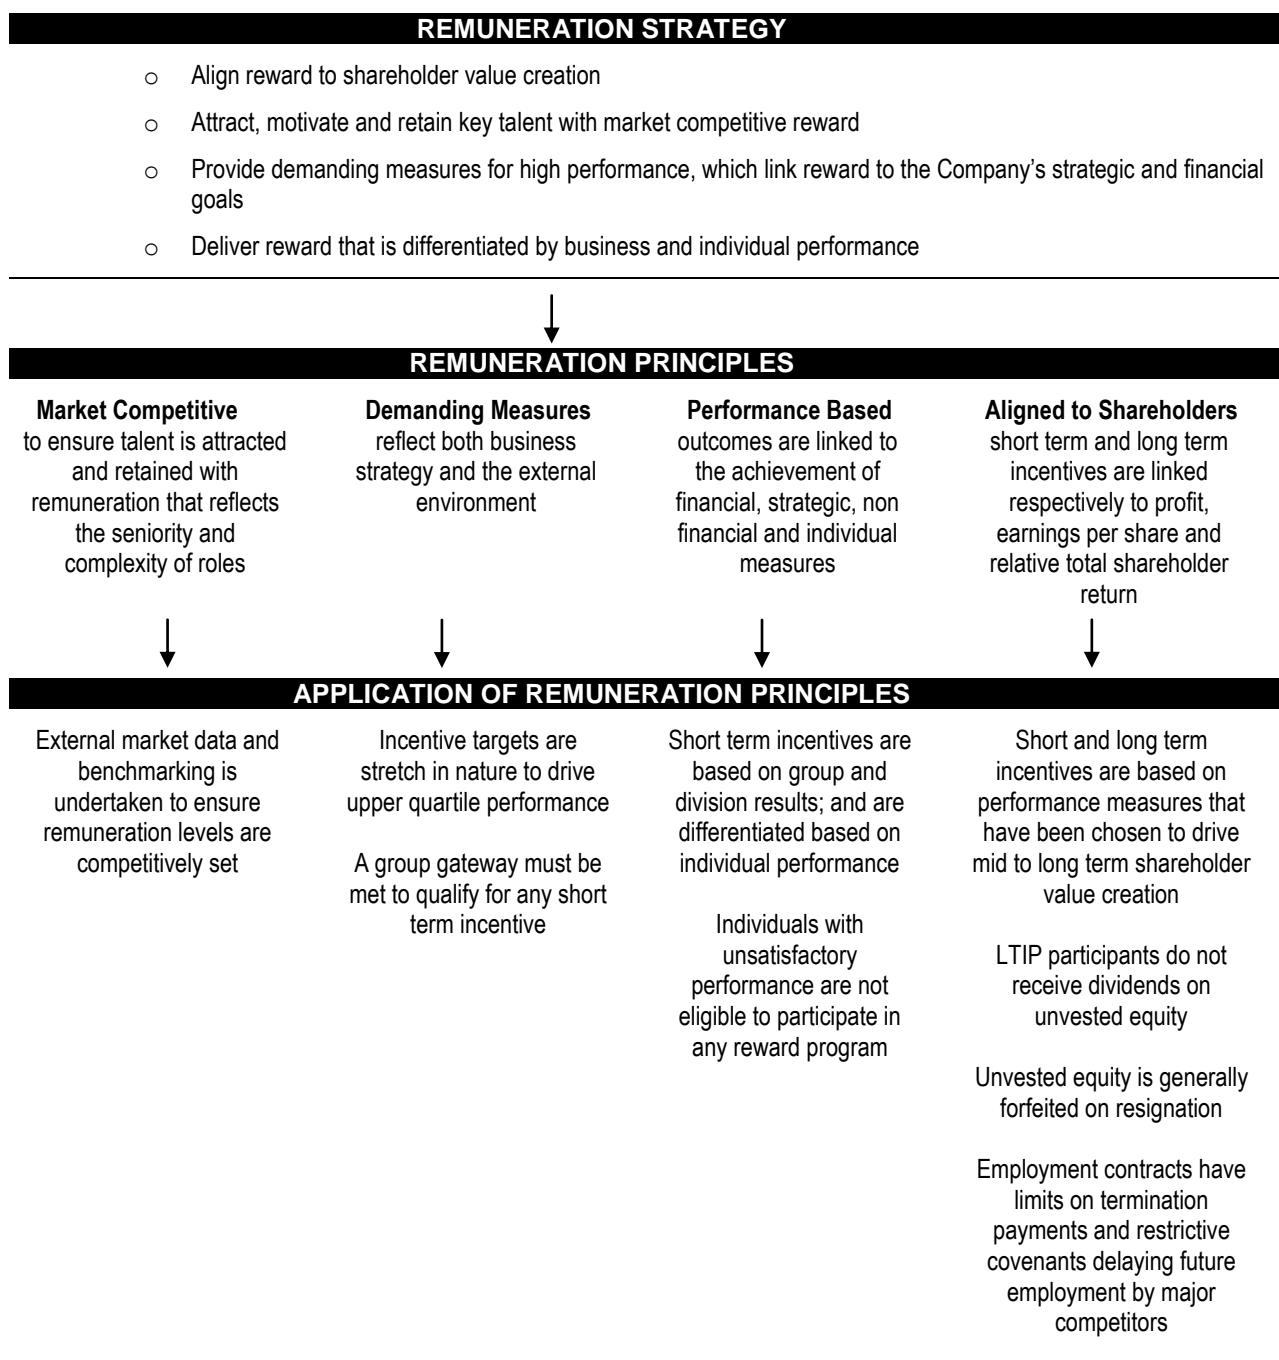 REMUNERATION STRATEGY
o Align reward to shareholder value creation
o Attract, motivate and retain key talent with market competitive reward
o Provide demanding measures for high performance, which link reward to the Company’s strategic and financial
goals
o Deliver reward that is differentiated by business and individual performance
REMUNERATION PRINCIPLES
Market Competitive
to ensure talent is attracted
and retained with
remuneration that reflects
the seniority and
complexity of roles
Demanding Measures
reflect both business
strategy and the external
environment
Performance Based
outcomes are linked to
the achievement of
financial, strategic, non
financial and individual
measures
Aligned to Shareholders
short term and long term
incentives are linked
respectively to profit,
earnings per share and
relative total shareholder
return
APPLICATION OF REMUNERATION PRINCIPLES
External market data and
benchmarking is
undertaken to ensure
remuneration levels are
competitively set
Incentive targets are
stretch in nature to drive
upper quartile performance
A group gateway must be
met to qualify for any short
term incentive
Short term incentives are
based on group and
division results; and are
differentiated based on
individual performance
Individuals with
unsatisfactory
performance are not
eligible to participate in
any reward program
Short and long term
incentives are based on
performance measures that
have been chosen to drive
mid to long term shareholder
value creation
LTIP participants do not
receive dividends on
unvested equity
Unvested equity is generally
forfeited on resignation
Employment contracts have
limits on termination
payments and restrictive
covenants delaying future
employment by major
competitors